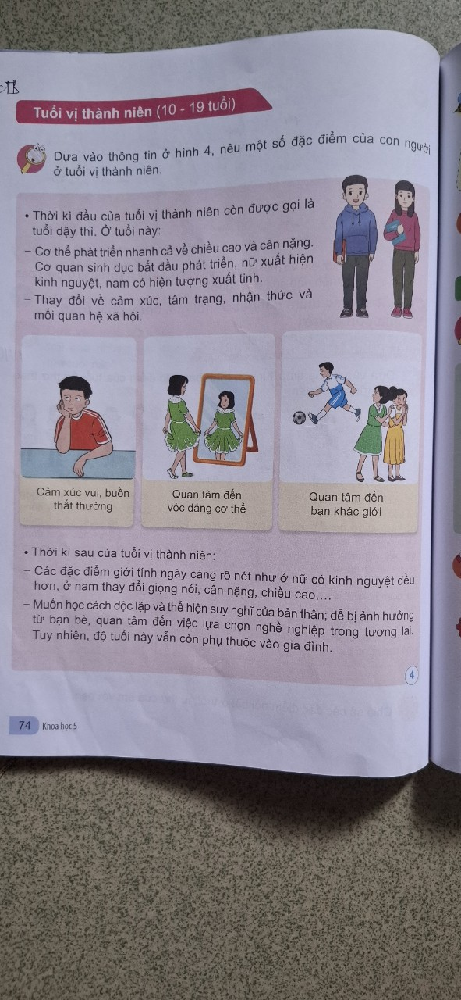 Tuổi vị thành niên (10 - 19 tuổi)
Dựa vào thông tin ở hình 4, nêu một số đặc điểm của con người
ở tuổi vị thành niên.
• Thời kì đầu của tuổi vị thành niên còn được gọi là
tuổi dậy thì. Ở tuổi này:
– Cơ thể phát triển nhanh cả về chiều cao và cân nặng.
Cơ quan sinh dục bắt đầu phát triển, nữ xuất hiện
kinh nguyệt, nam có hiện tượng xuất tinh.
– Thay đổi về cảm xúc, tâm trạng, nhận thức và
mối quan hệ xã hội.
Cảm xúc vui, buồn
thất thường
Quan tâm đến
vóc dáng cơ thể
Quan tâm đến
bạn khác giới
• Thời kì sau của tuổi vị thành niên:
– Các đặc điểm giới tính ngày càng rõ nét như ở nữ có kinh nguyệt đều
hơn, ở nam thay đổi giọng nói, cân nặng, chiều cao,...
– Muốn học cách độc lập và thể hiện suy nghĩ của bản thân; dễ bị ảnh hưởng
từ bạn bè, quan tâm đến việc lựa chọn nghề nghiệp trong tương lai.
Tuy nhiên, độ tuổi này vẫn còn phụ thuộc vào gia đình.
4
74 Khoa học 5